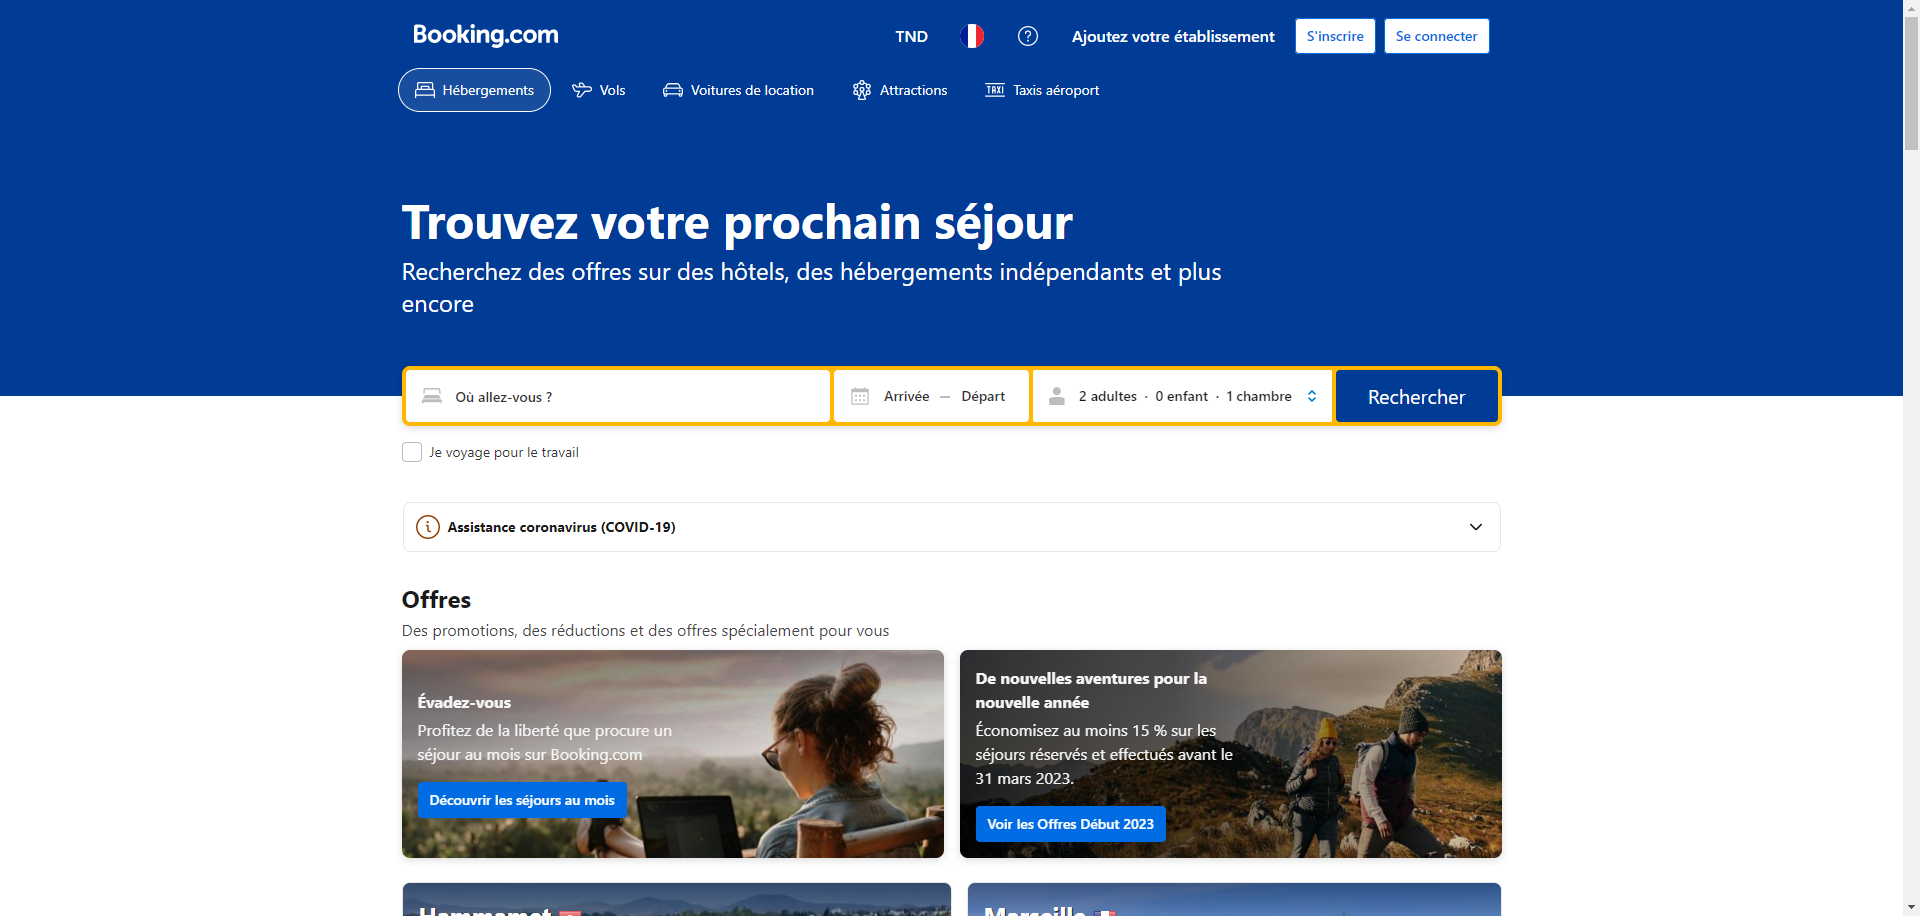 Booking.com
TND
Ajoutez votre établissement
S'inscrire
Se connecter
Hébergements
Vols
Voitures de location
Attractions
TAXI
Taxis aéroport
Trouvez votre prochain séjour
Recherchez des offres sur des hôtels, des hébergements indépendants et plus
encore
Où allez-vous ?
Arrivée — Départ
2 adultes · 0 enfant · 1 chambre
Rechercher
Je voyage pour le travail
Assistance coronavirus (COVID-19)
Offres
Des promotions, des réductions et des offres spécialement pour vous
Évadez-vous
Profitez de la liberté que procure un
séjour au mois sur Booking.com
Découvrir les séjours au mois
De nouvelles aventures pour la
nouvelle année
Économisez au moins 15 % sur les
séjours réservés et effectués avant le
31 mars 2023.
Voir les Offres Début 2023
Hammamet
Marseille